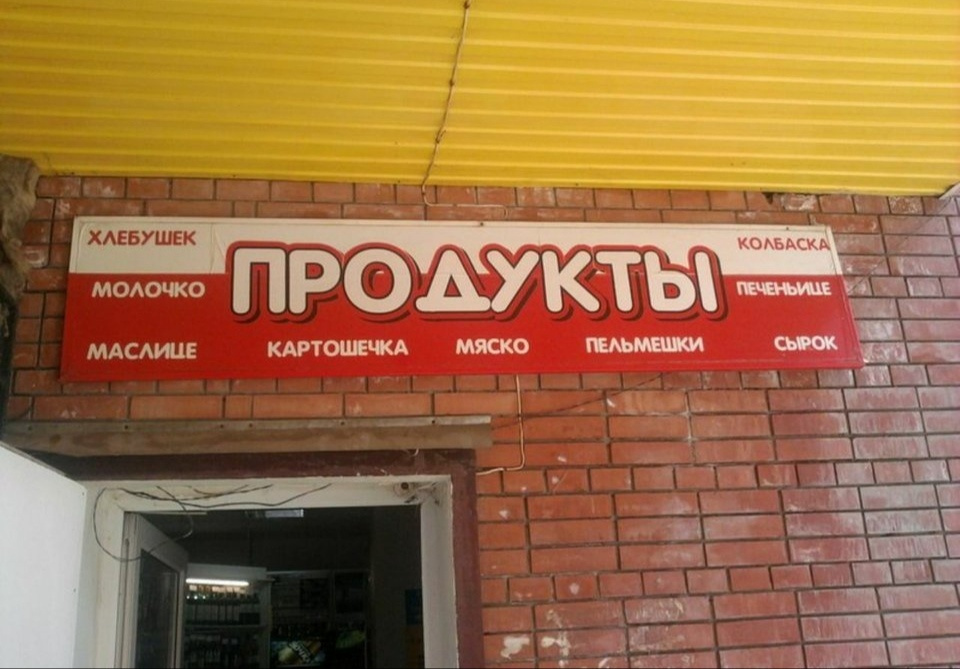 ХЛЕБУШЕК
КОЛБАСКА
МОЛОЧКО
ПРОДУКТЫ
ПЕЧЕНЬИЦЕ
МАСЛИЦЕ КАРТОШЕЧКА МЯСКО ПЕЛЬМЕШКИ СЫРОК